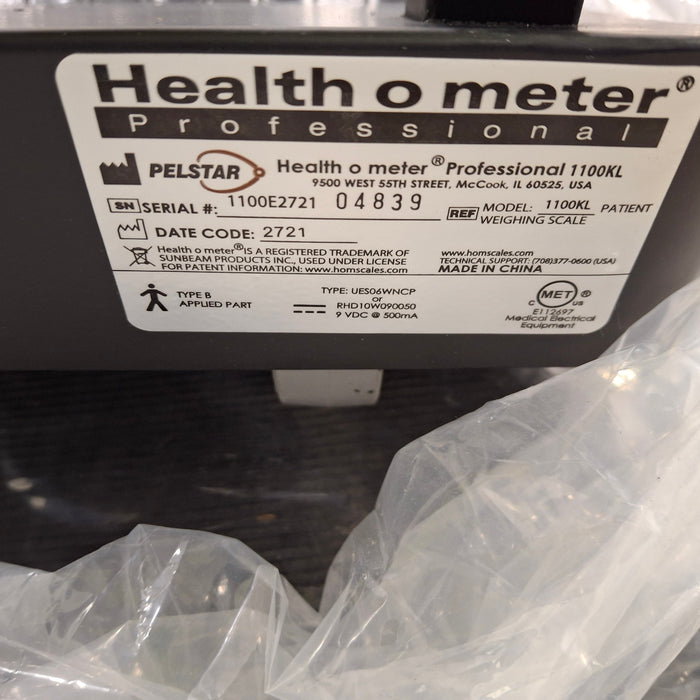 Health o meter®
Professional
PELSTAR Health o meter® Professional 1100KL
9500 WEST 55TH STREET, McCook, IL 60525, USA
SN SERIAL #: 1100E2721 04839 REF MODEL: 1100KL PATIENT WEIGHING SCALE
DATE CODE: 2721
Health o meter® IS A REGISTERED TRADEMARK OF
SUNBEAM PRODUCTS INC., USED UNDER LICENSE
FOR PATENT INFORMATION: www.homscales.com
www.homscales.com
TECHNICAL SUPPORT: (708)377-0600 (USA)
MADE IN CHINA
TYPE B
APPLIED PART
TYPE: UES06WNCP
or
RHD10W090050
9 VDC @ 500mA
C MET ® US
E112697
Medical Electrical
Equipment